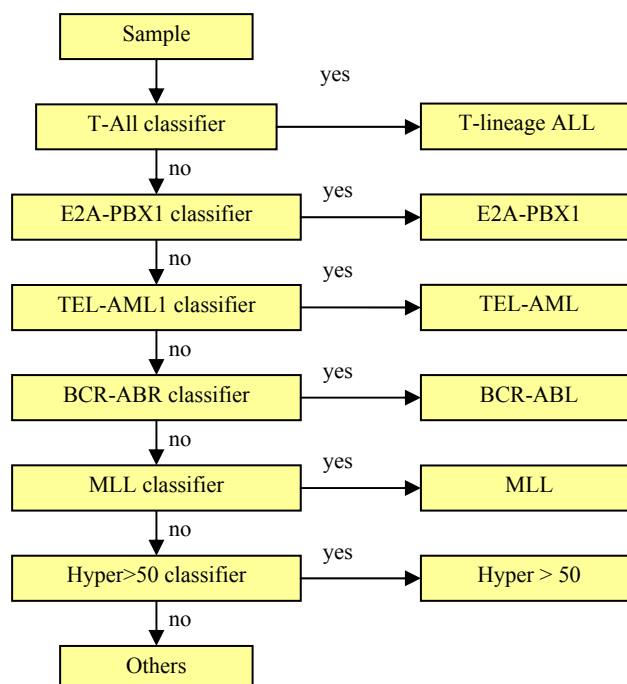 Sample
yes
T-All classifier
T-lineage ALL
no
yes
E2A-PBX1 classifier
E2A-PBX1
no
yes
TEL-AML1 classifier
TEL-AML
no
yes
BCR-ABR classifier
BCR-ABL
no
yes
MLL classifier
MLL
no
yes
Hyper>50 classifier
Hyper > 50
no
Others